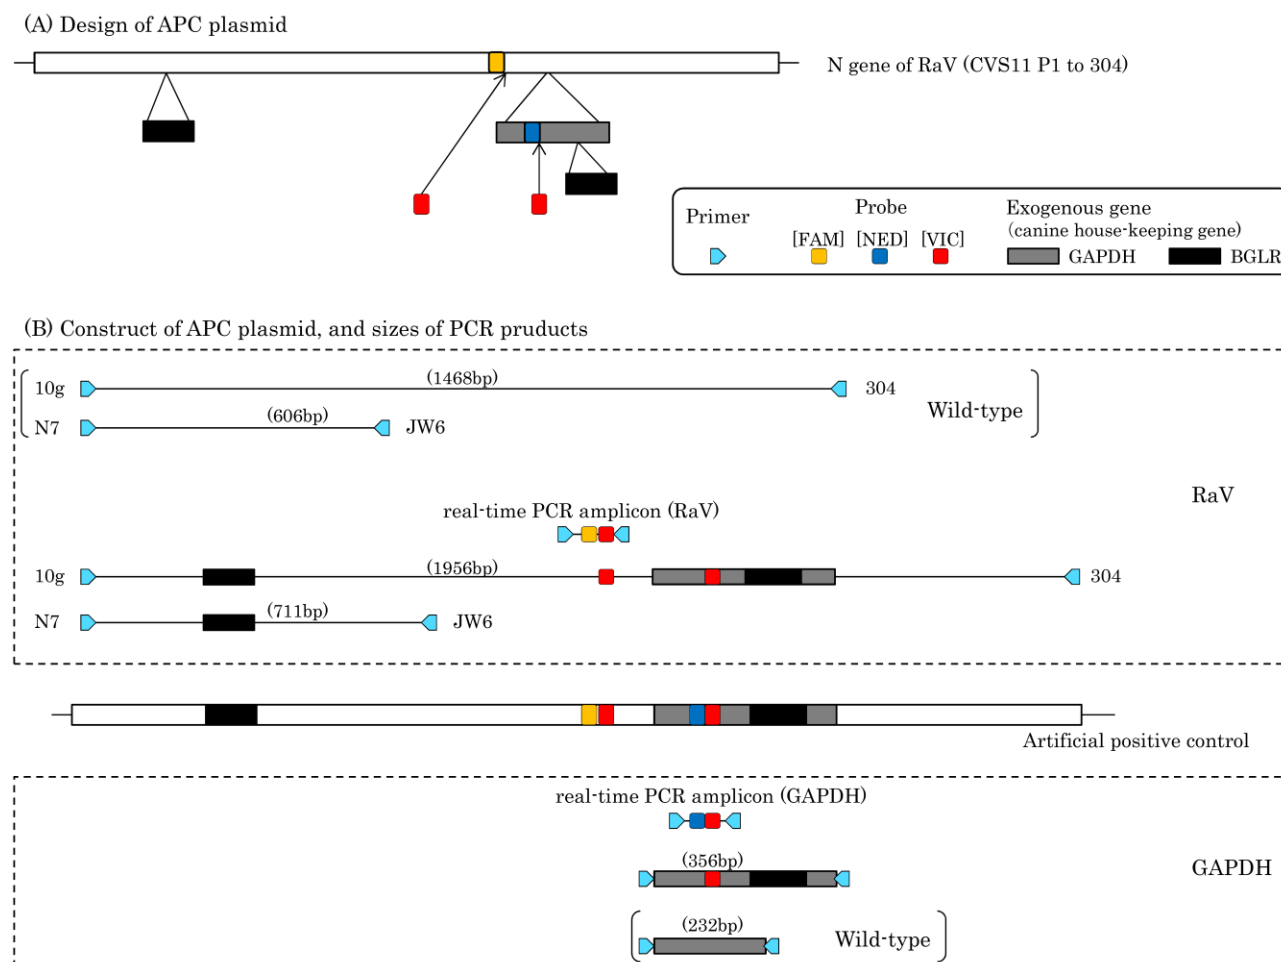 (A) Design of APC plasmid
N gene of RaV (CVS11 P1 to 304)
Primer
Probe
[FAM] [NED] [VIC]
Exogenous gene
(canine house-keeping gene)
GAPDH
BGLR
(B) Construct of APC plasmid, and sizes of PCR pruducts
10g
(1468bp)
304
N7
(606bp)
JW6
Wild-type
RaV
real-time PCR amplicon (RaV)
10g
(1956bp)
304
N7
(711bp)
JW6
Artificial positive control
real-time PCR amplicon (GAPDH)
(356bp)
GAPDH
(232bp)
Wild-type